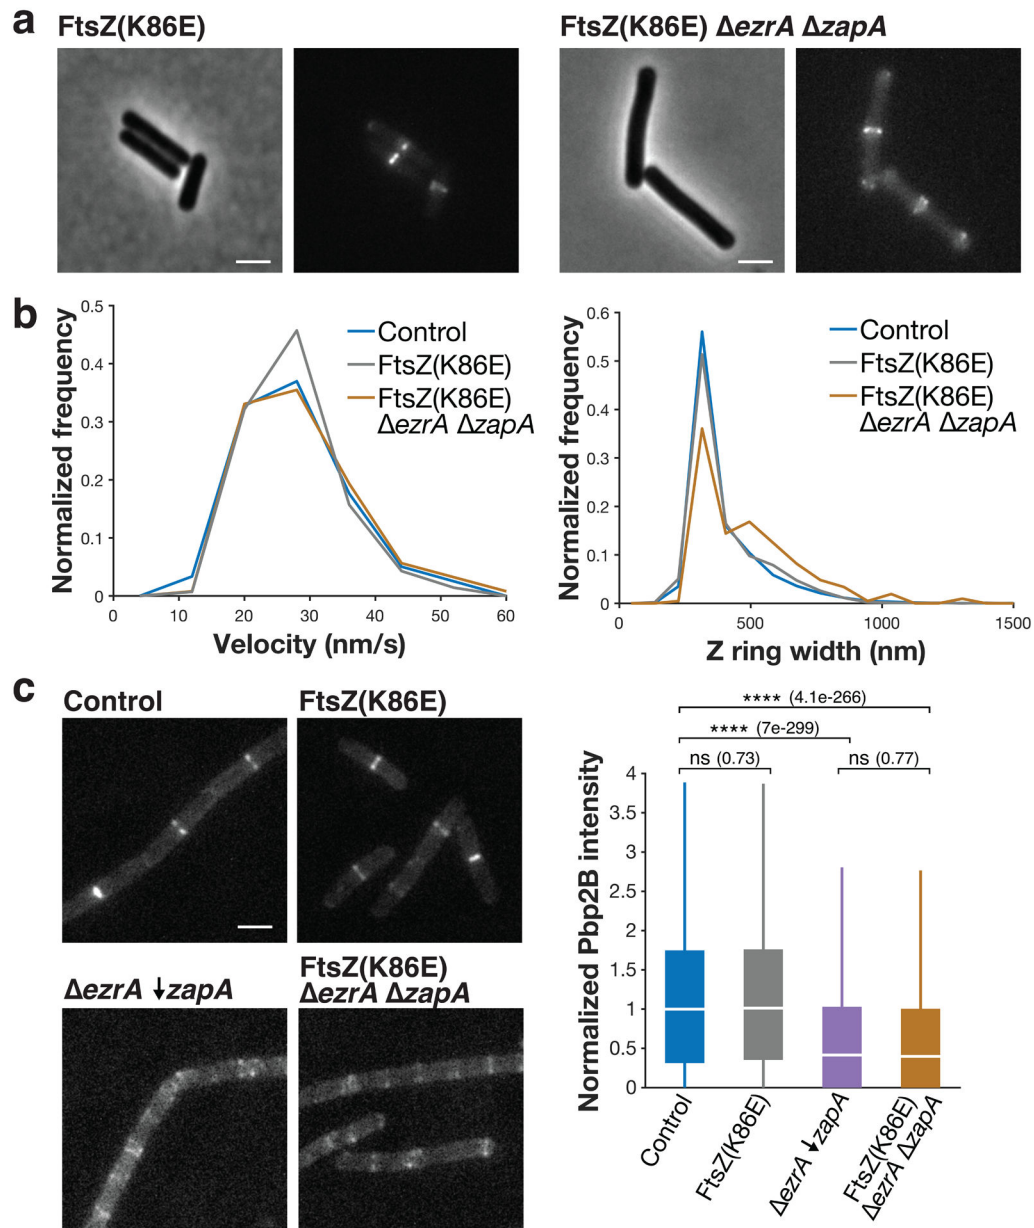 a
FtsZ(K86E)
FtsZ(K86E) ΔezrA ΔzapA
b
Normalized frequency
0.5
0.4
0.3
0.2
0.1
0
0
10
20
30
40
50
60
Velocity (nm/s)
Control
FtsZ(K86E)
FtsZ(K86E)
ΔezrA ΔzapA
Normalized frequency
0.6
0.5
0.4
0.3
0.2
0.1
0
0
500
1000
1500
Z ring width (nm)
Control
FtsZ(K86E)
FtsZ(K86E)
ΔezrA ΔzapA
c
Control
FtsZ(K86E)
ΔezrA ↓zapA
FtsZ(K86E)
ΔezrA ΔzapA
**** (4.1e-266)
**** (7e-299)
ns (0.73)
ns (0.77)
Normalized Pbp2B intensity
4
3.5
3
2.5
2
1.5
1
0.5
0
Control
FtsZ(K86E)
ΔezrA ↓zapA
FtsZ(K86E)
ΔezrA ΔzapA